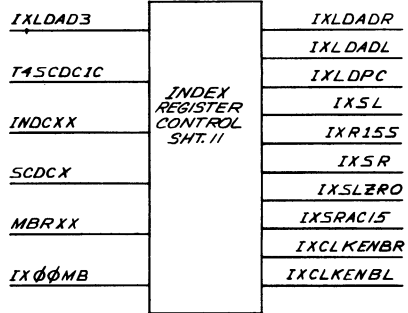 IXLDAD3
T4SCDC1C
INDCXX
SCDCX
MBRXX
IXØØMB
INDEX
REGISTER
CONTROL
SHT. 11
IXLDADR
IXLDADL
IXLDPC
IXSL
IXR15S
IXSR
IXSLZRO
IXSRAC15
IXCLKENBR
IXCLKENBL